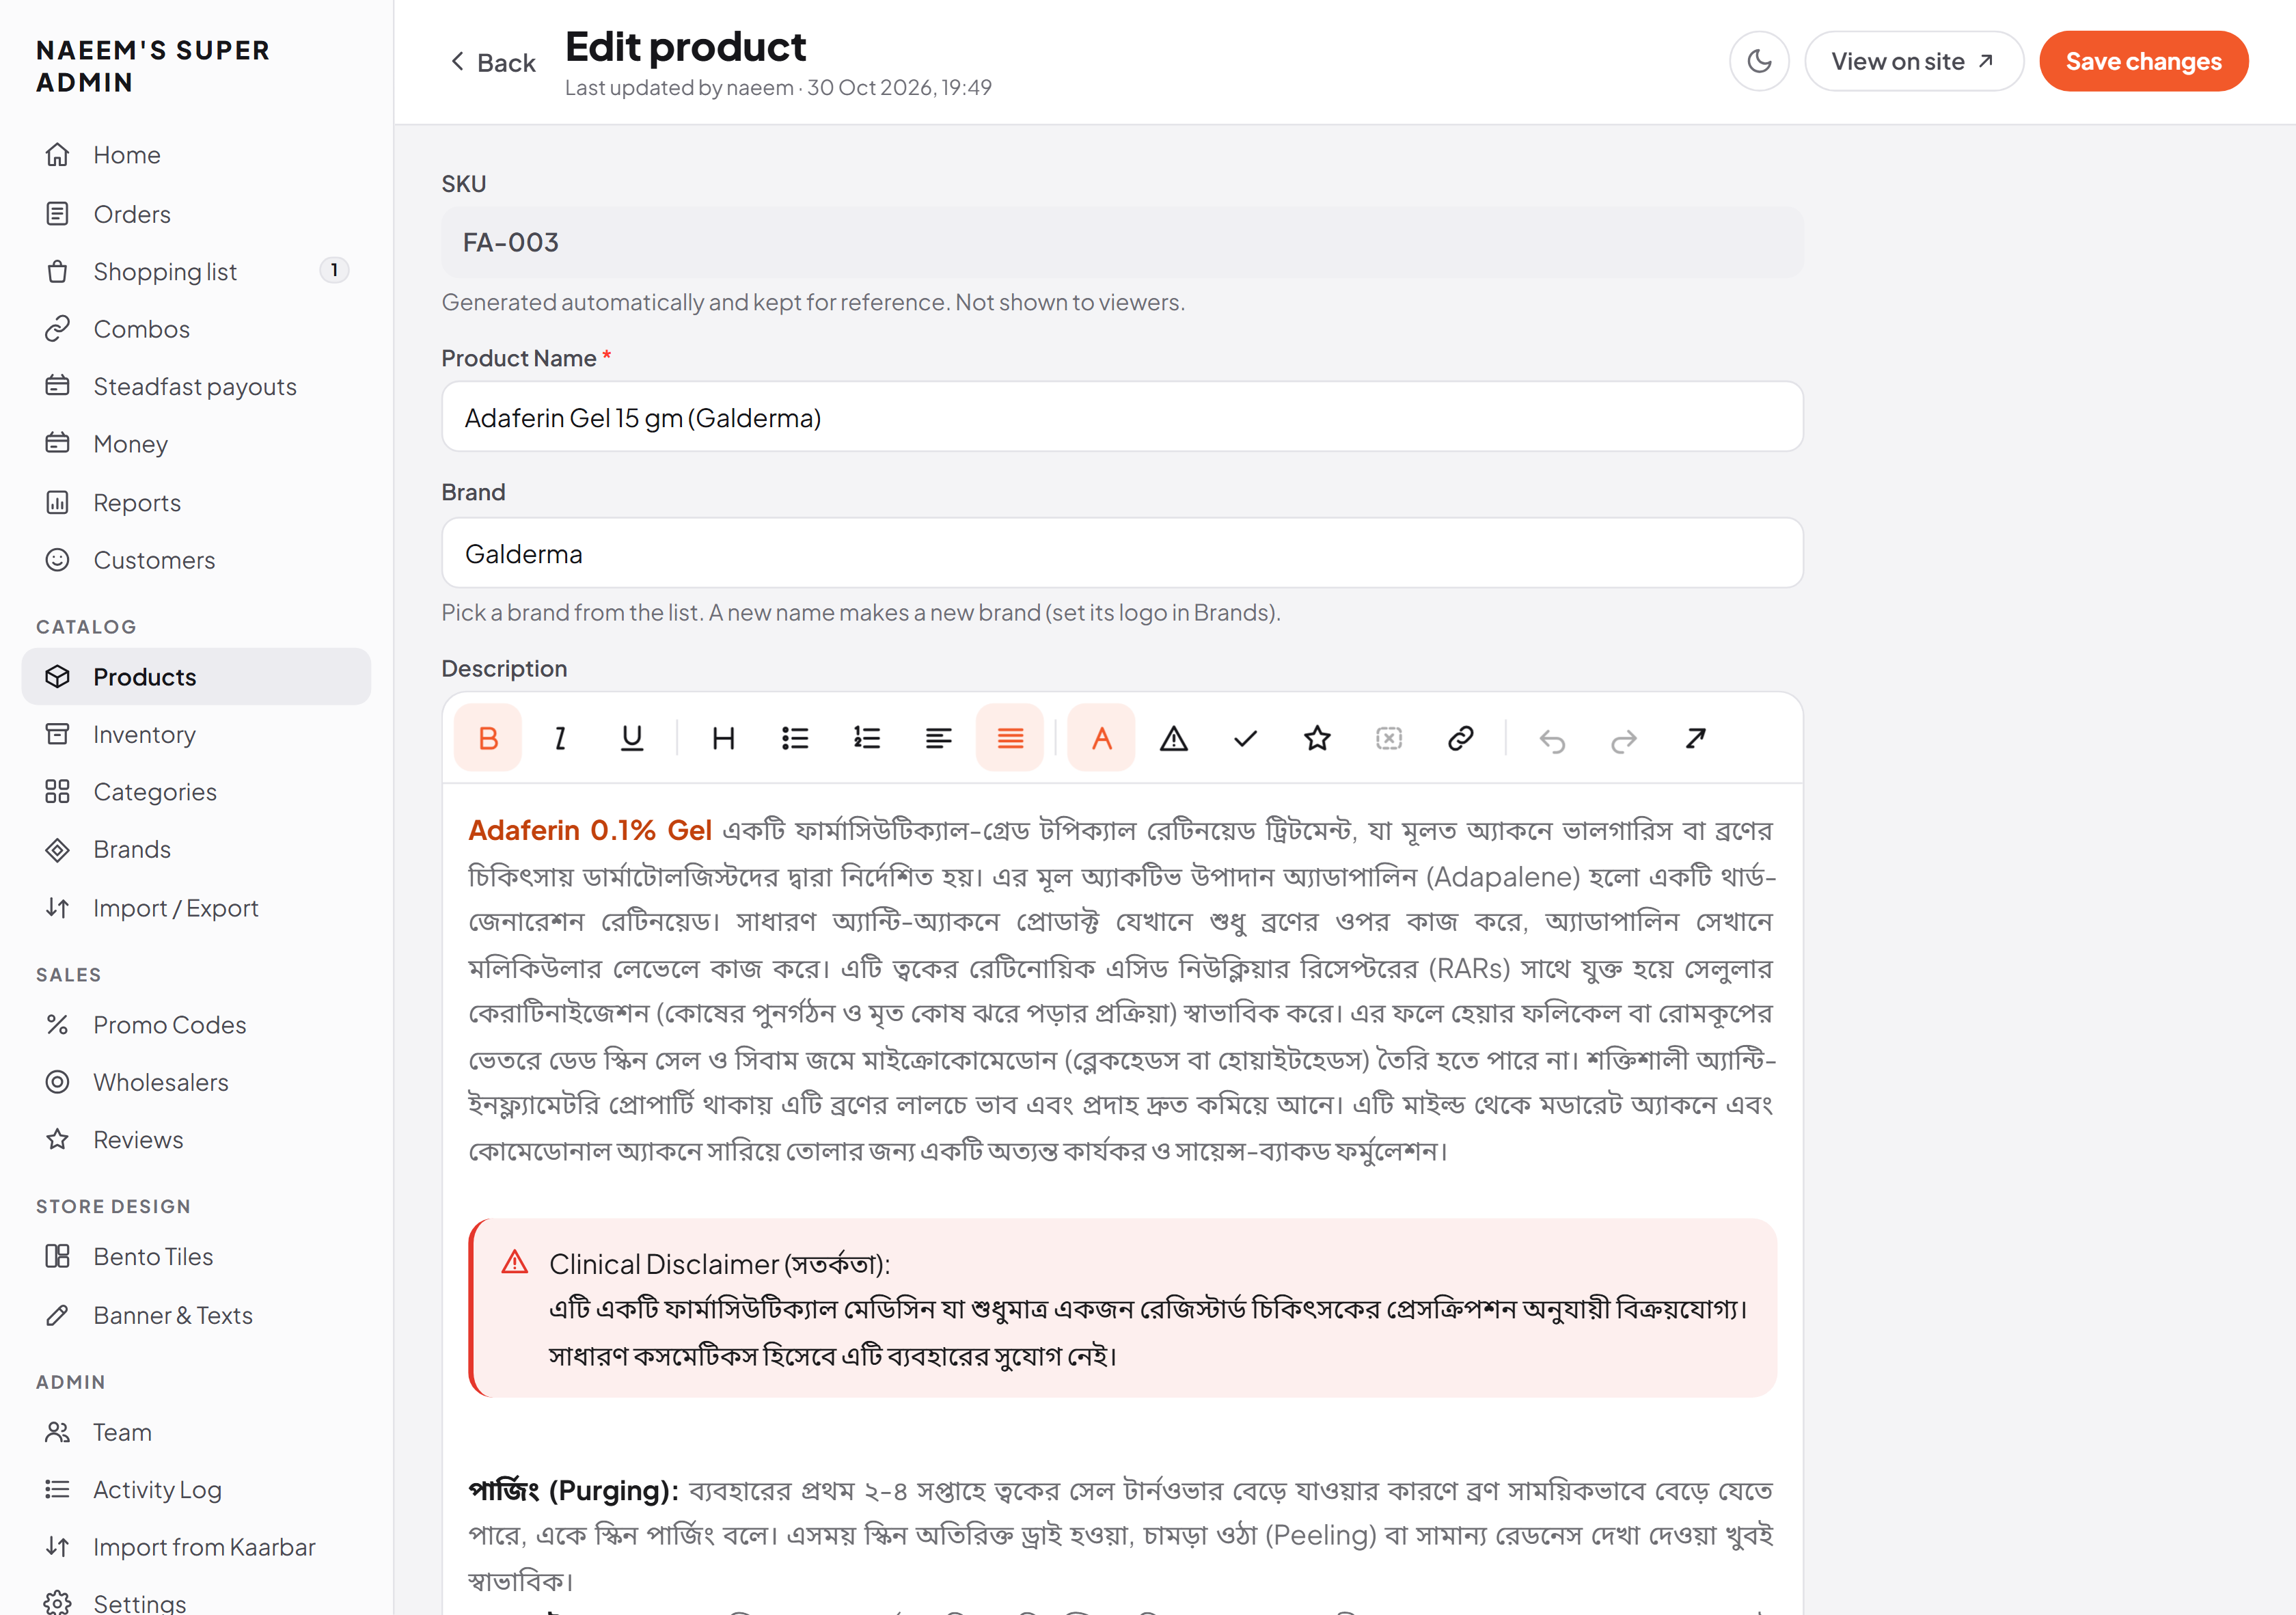 NAEEM'S SUPER
ADMIN
Home
Orders
Shopping list 1
Combos
Steadfast payouts
Money
Reports
Customers
CATALOG
Products
Inventory
Categories
Brands
Import / Export
SALES
Promo Codes
Wholesalers
Reviews
STORE DESIGN
Bento Tiles
Banner & Texts
ADMIN
Team
Activity Log
Import from Kaarbar
Settings
Back
Edit product
Last updated by naeem · 30 Oct 2026, 19:49
View on site
Save changes
SKU
FA-003
Generated automatically and kept for reference. Not shown to viewers.
Product Name *
Adaferin Gel 15 gm (Galderma)
Brand
Galderma
Pick a brand from the list. A new name makes a new brand (set its logo in Brands).
Description
B I U H A
Adaferin 0.1% Gel একটি ফার্মাসিউটিক্যাল-গ্রেড টপিক্যাল রেটিনয়েড ট্রিটমেন্ট, যা মূলত অ্যাকনে ভালগারিস বা ব্রণের
চিকিৎসায় ডার্মাটোলজিস্টদের দ্বারা নির্দেশিত হয়। এর মূল অ্যাকটিভ উপাদান অ্যাডাপালিন (Adapalene) হলো একটি থার্ড-
জেনারেশন রেটিনয়েড। সাধারণ অ্যান্টি-অ্যাকনে প্রোডাক্ট যেখানে শুধু ব্রণের ওপর কাজ করে, অ্যাডাপালিন সেখানে
মলিকিউলার লেভেলে কাজ করে। এটি ত্বকের রেটিনোয়িক এসিড নিউক্লিয়ার রিসেপ্টরের (RARs) সাথে যুক্ত হয়ে সেলুলার
কেরাটিনাইজেশন (কোষের পুনর্গঠন ও মৃত কোষ ঝরে পড়ার প্রক্রিয়া) স্বাভাবিক করে। এর ফলে হেয়ার ফলিকেল বা রোমকূপের
ভেতরে ডেড স্কিন সেল ও সিবাম জমে মাইক্রোকোমেডোন (ব্লেকহেডস বা হোয়াইটহেডস) তৈরি হতে পারে না। শক্তিশালী অ্যান্টি-
ইনফ্ল্যামেটরি প্রোপার্টি থাকায় এটি ব্রণের লালচে ভাব এবং প্রদাহ দ্রুত কমিয়ে আনে। এটি মাইল্ড থেকে মডারেট অ্যাকনে এবং
কোমেডোনাল অ্যাকনে সারিয়ে তোলার জন্য একটি অত্যন্ত কার্যকর ও সায়েন্স-ব্যাকড ফর্মুলেশন।
Clinical Disclaimer (সতর্কতা):
এটি একটি ফার্মাসিউটিক্যাল মেডিসিন যা শুধুমাত্র একজন রেজিস্টার্ড চিকিৎসকের প্রেসক্রিপশন অনুযায়ী বিক্রয়যোগ্য।
সাধারণ কসমেটিকস হিসেবে এটি ব্যবহারের সুযোগ নেই।
পার্জিং (Purging): ব্যবহারের প্রথম ২-৪ সপ্তাহে ত্বকের সেল টার্নওভার বেড়ে যাওয়ার কারণে ব্রণ সাময়িকভাবে বেড়ে যেতে
পারে, একে স্কিন পার্জিং বলে। এসময় স্কিন অতিরিক্ত ড্রাই হওয়া, চামড়া ওঠা (Peeling) বা সামান্য রেডনেস দেখা দেওয়া খুবই
স্বাভাবিক।